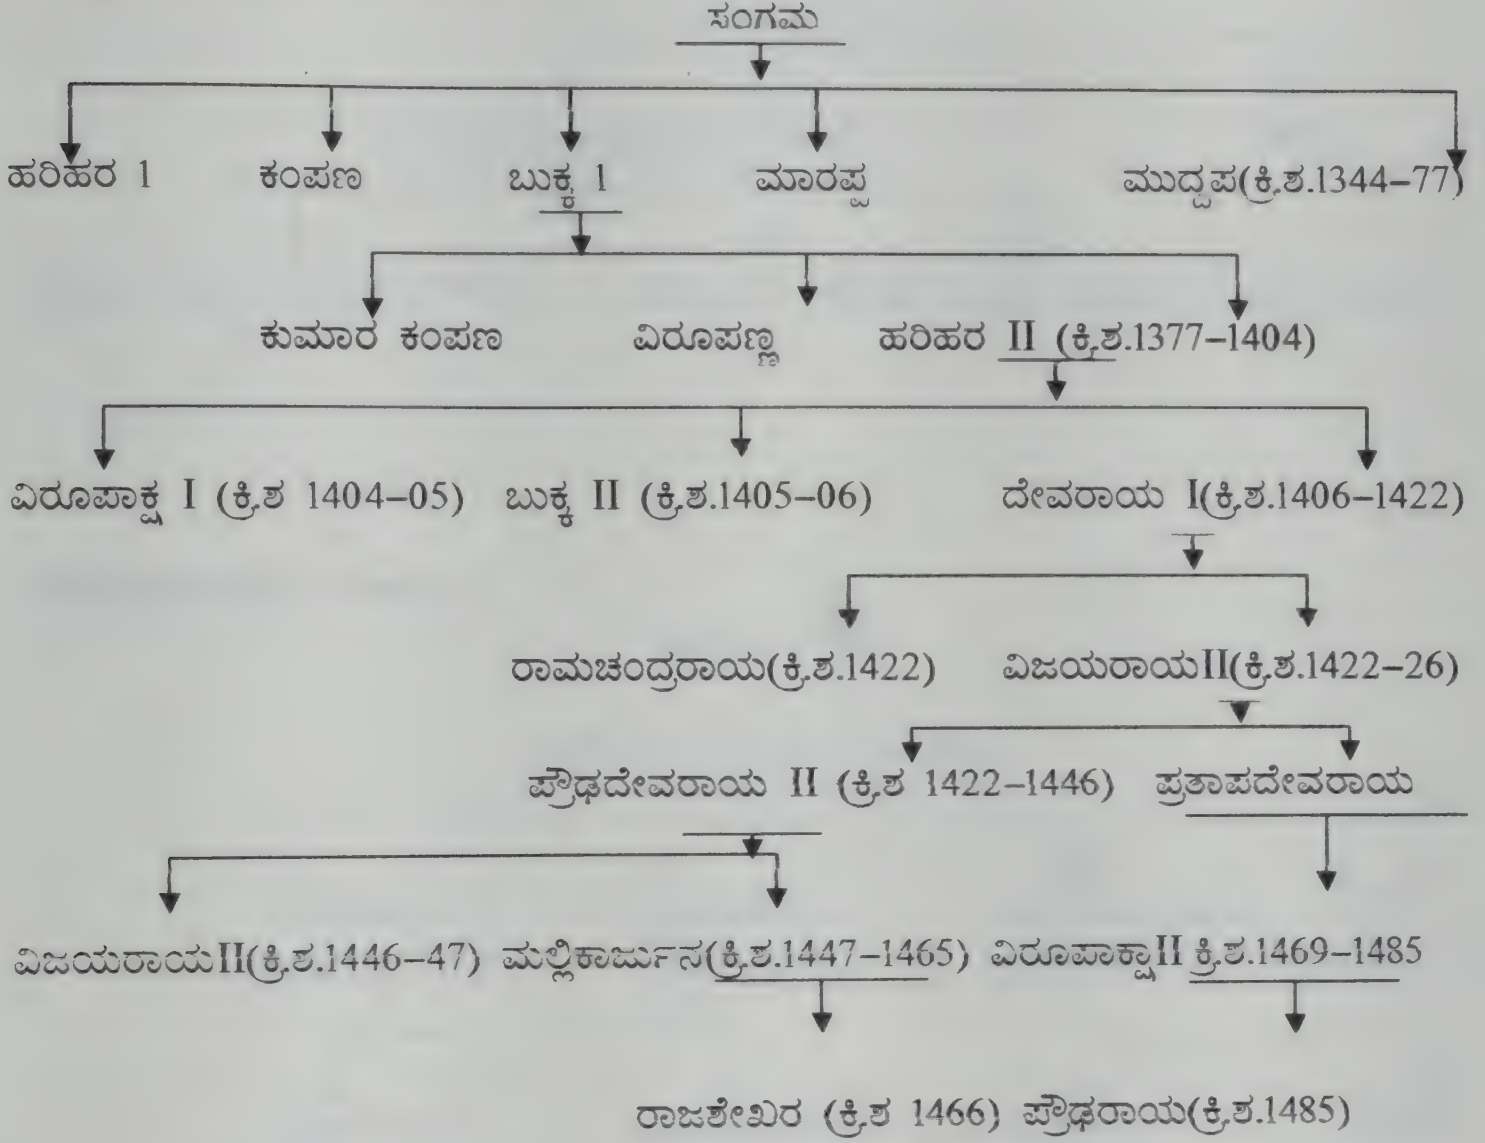 ಸಂಗಮ
ಹರಿಹರ 1 ಕಂಪಣ ಬುಕ್ಕ 1 ಮಾರಪ್ಪ ಮುದ್ದಪ(ಕ್ರಿ.ಶ.1344–77)
ಕುಮಾರ ಕಂಪಣ ವಿರೂಪಣ್ಣ ಹರಿಹರ II (ಕ್ರಿ.ಶ.1377–1404)
ವಿರೂಪಾಕ್ಷ I (ಕ್ರಿ.ಶ 1404–05) ಬುಕ್ಕ II (ಕ್ರಿ.ಶ.1405–06) ದೇವರಾಯ I(ಕ್ರಿ.ಶ.1406–1422)
ರಾಮಚಂದ್ರರಾಯ(ಕ್ರಿ.ಶ.1422) ವಿಜಯರಾಯII(ಕ್ರಿ.ಶ.1422–26)
ಪ್ರೌಢದೇವರಾಯ II (ಕ್ರಿ.ಶ 1422–1446) ಪ್ರತಾಪದೇವರಾಯ
ವಿಜಯರಾಯII(ಕ್ರಿ.ಶ.1446–47) ಮಲ್ಲಿಕಾರ್ಜುನ(ಕ್ರಿ.ಶ.1447–1465) ವಿರೂಪಾಕ್ಷಾII ಕ್ರಿ.ಶ.1469–1485
ರಾಜಶೇಖರ (ಕ್ರಿ.ಶ 1466) ಪ್ರೌಢರಾಯ(ಕ್ರಿ.ಶ.1485)